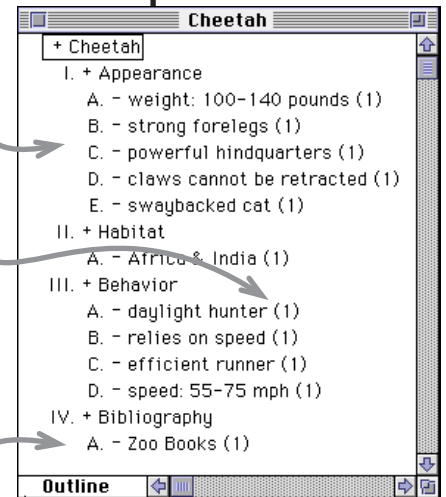 Cheetah
+ Cheetah
I. + Appearance
A. - weight: 100-140 pounds (1)
B. - strong forelegs (1)
C. - powerful hindquarters (1)
D. - claws cannot be retracted (1)
E. - swaybacked cat (1)
II. + Habitat
A. - Africa & India (1)
III. + Behavior
A. - daylight hunter (1)
B. - relies on speed (1)
C. - efficient runner (1)
D. - speed: 55-75 mph (1)
IV. + Bibliography
A. - Zoo Books (1)
Outline